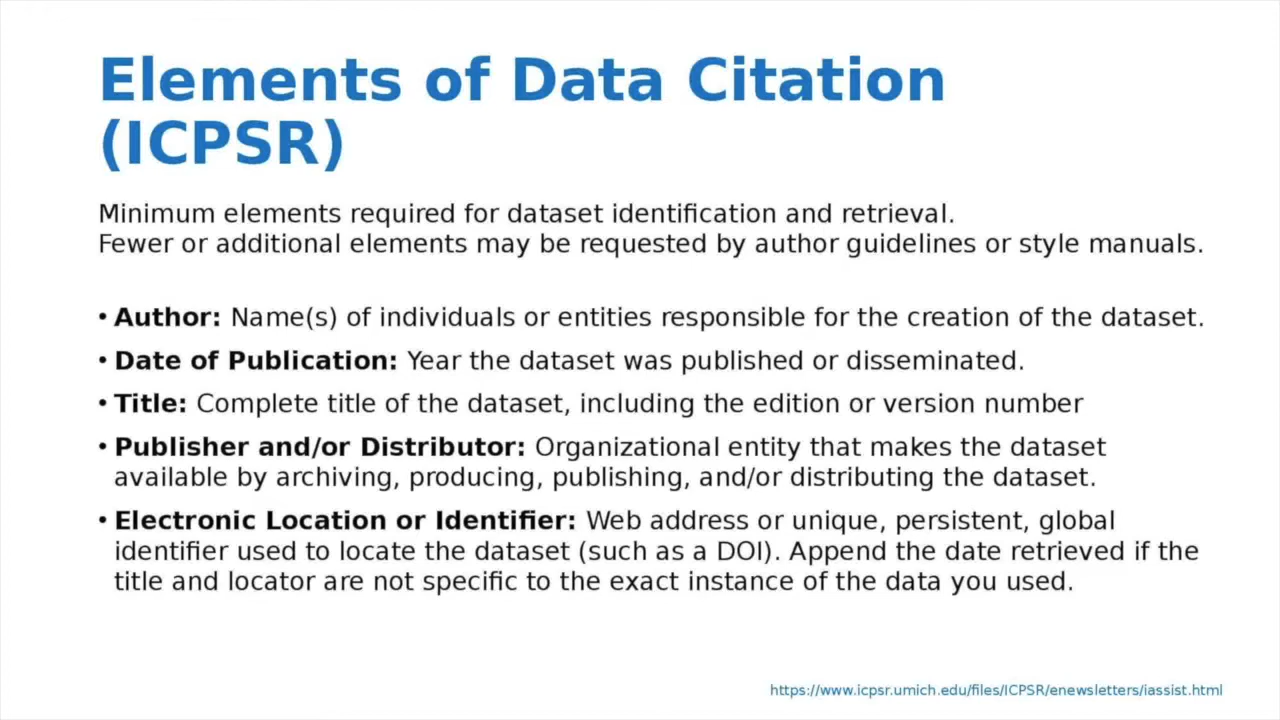 Elements of Data Citation
(ICPSR)
Minimum elements required for dataset identification and retrieval.
Fewer or additional elements may be requested by author guidelines or style manuals.
• Author: Name(s) of individuals or entities responsible for the creation of the dataset.
• Date of Publication: Year the dataset was published or disseminated.
• Title: Complete title of the dataset, including the edition or version number
• Publisher and/or Distributor: Organizational entity that makes the dataset
available by archiving, producing, publishing, and/or distributing the dataset.
• Electronic Location or Identifier: Web address or unique, persistent, global
identifier used to locate the dataset (such as a DOI). Append the date retrieved if the
title and locator are not specific to the exact instance of the data you used.
https://www.icpsr.umich.edu/files/ICPSR/enewsletters/iassist.html